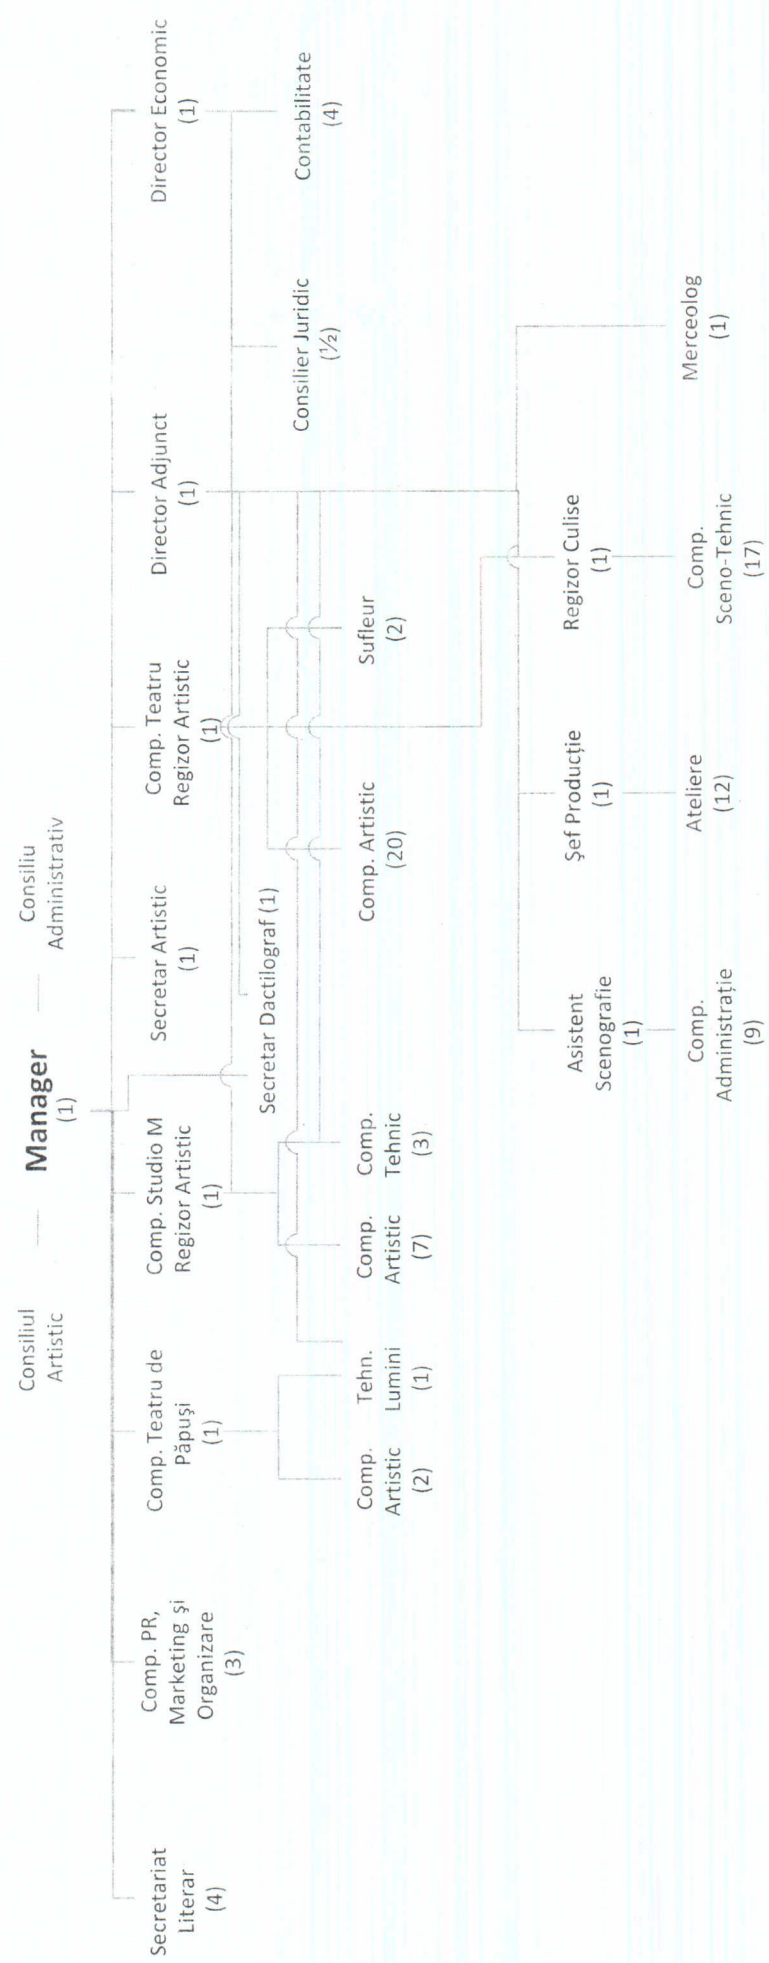 Consiliul
Artistic
Manager
(1)
Consiliu
Administrativ
Secretariat
Literar
(4)
Comp. PR,
Marketing și
Organizare
(3)
Comp. Teatru de
Păpuși
(1)
Comp. Studio M
Regizor Artistic
(1)
Secretar Artistic
(1)
Comp. Teatru
Regizor Artistic
(1)
Director Adjunct
(1)
Director Economic
(1)
Secretar Dactilograf (1)
Consilier Juridic
(½)
Contabilitate
(4)
Comp.
Artistic
(2)
Tehn.
Lumini
(1)
Comp.
Artistic
(7)
Comp.
Tehnic
(3)
Comp. Artistic
(20)
Sufleur
(2)
Asistent
Scenografie
(1)
Șef Producție
(1)
Regizor Culise
(1)
Comp.
Administrație
(9)
Ateliere
(12)
Comp.
Sceno-Tehnic
(17)
Merceolog
(1)